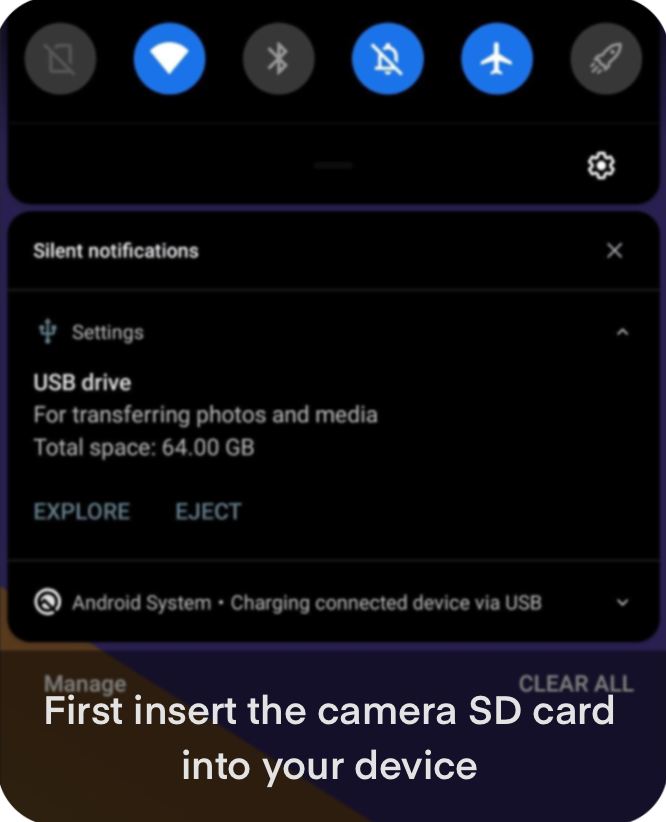 Silent notifications
Settings
USB drive
For transferring photos and media
Total space: 64.00 GB
EXPLORE EJECT
Android System • Charging connected device via USB
Manage CLEAR ALL
First insert the camera SD card
into your device